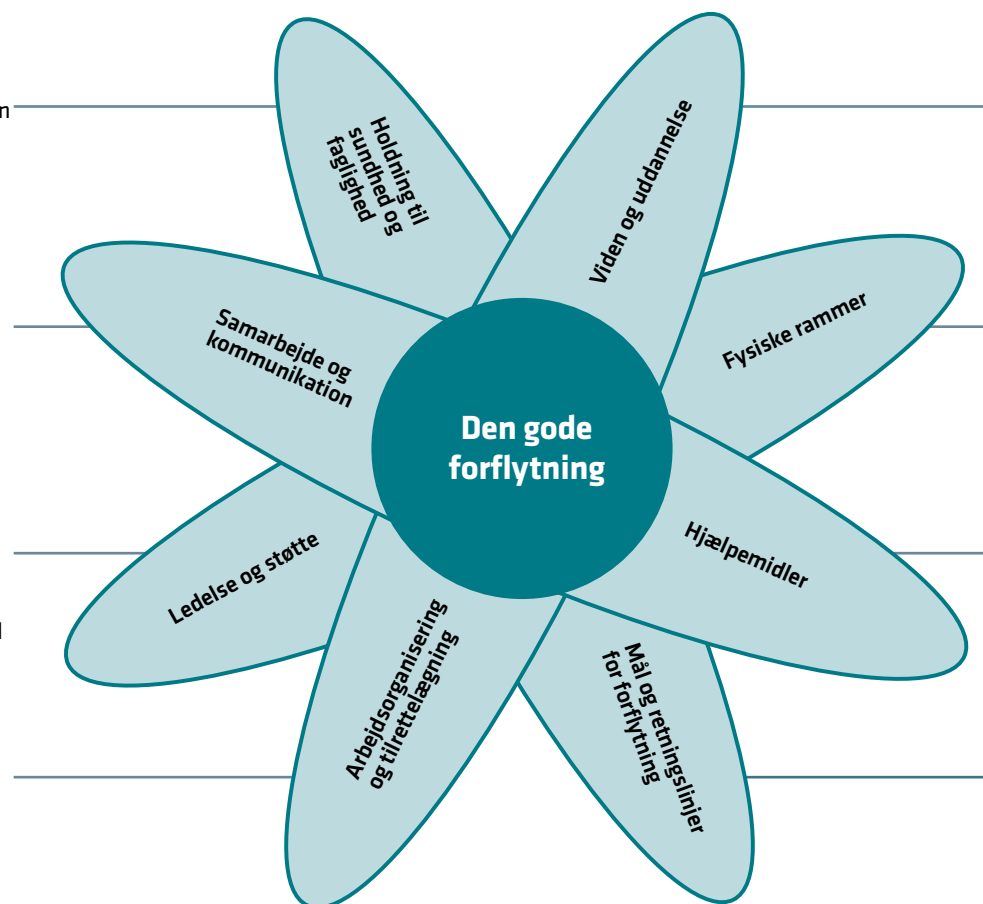 n
Holdning til
sundhed og
faglighed
Viden og uddannelse
Samarbejde og
kommunikation
Fysiske rammer
Den gode
forflytning
Ledelse og støtte
Hjælpemidler
Arbejdsorganisering
og tilrettelægning
Mål og retningslinjer
for forflytning